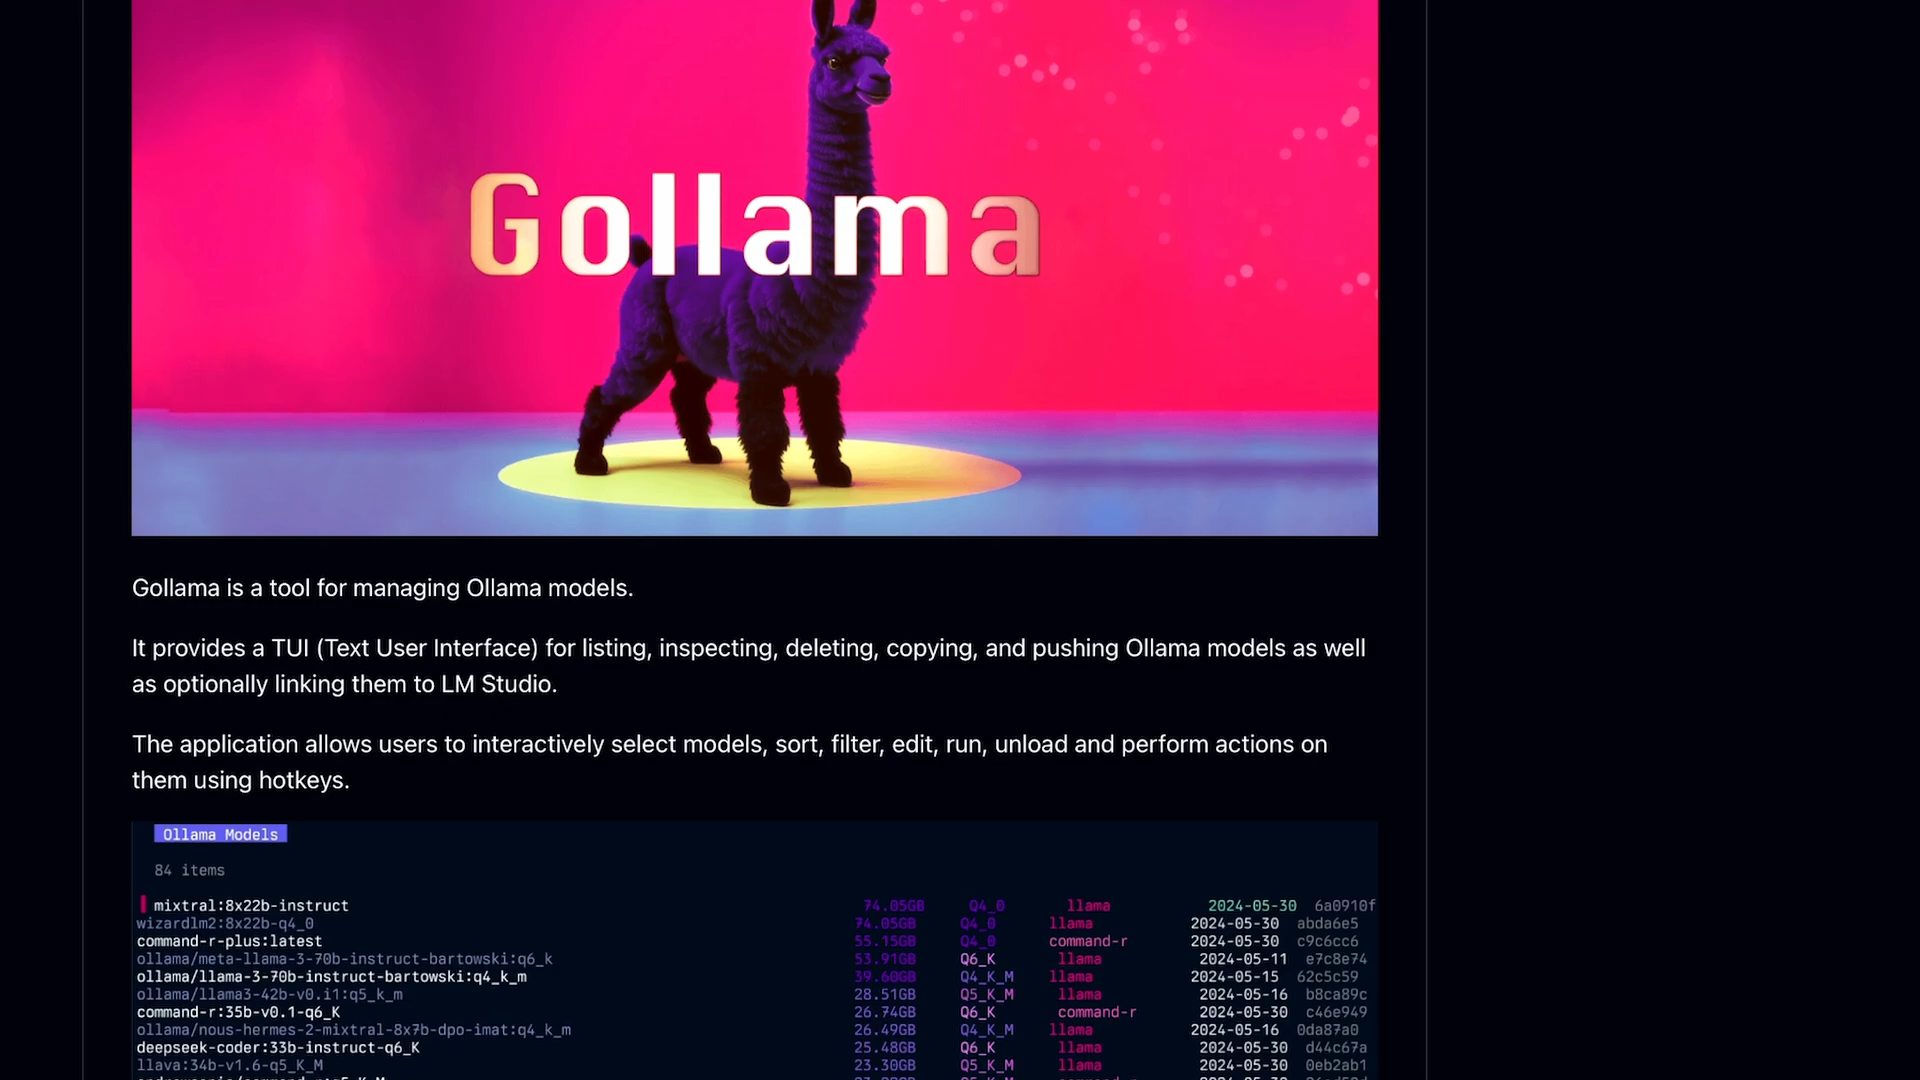 Gollama
Gollama is a tool for managing Ollama models.
It provides a TUI (Text User Interface) for listing, inspecting, deleting, copying, and pushing Ollama models as well
as optionally linking them to LM Studio.
The application allows users to interactively select models, sort, filter, edit, run, unload and perform actions on
them using hotkeys.
Ollama Models
84 items
mixtral:8x22b-instruct 74.05GB Q4_0 llama 2024-05-30 6a0910f
wizardlm2:8x22b-q4_0 74.05GB Q4_0 llama 2024-05-30 abda6e5
command-r-plus:latest 55.15GB Q4_0 command-r 2024-05-30 c9c6cc6
ollama/meta-llama-3-70b-instruct-bartowski:q6_k 53.91GB Q6_K llama 2024-05-11 e7c8e74
ollama/llama-3-70b-instruct-bartowski:q4_k_m 39.60GB Q4_K_M llama 2024-05-15 62c5c59
ollama/llama3-42b-v0.i1:q5_k_m 28.51GB Q5_K_M llama 2024-05-16 b8ca89c
command-r:35b-v0.1-q6_K 26.74GB Q6_K command-r 2024-05-30 c46e949
ollama/nous-hermes-2-mixtral-8x7b-dpo-imat:q4_k_m 26.49GB Q4_K_M llama 2024-05-16 0da87a0
deepseek-coder:33b-instruct-q6_K 25.48GB Q6_K llama 2024-05-30 d44c67a
llava:34b-v1.6-q5_K_M 23.30GB Q5_K_M llama 2024-05-30 0eb2ab1